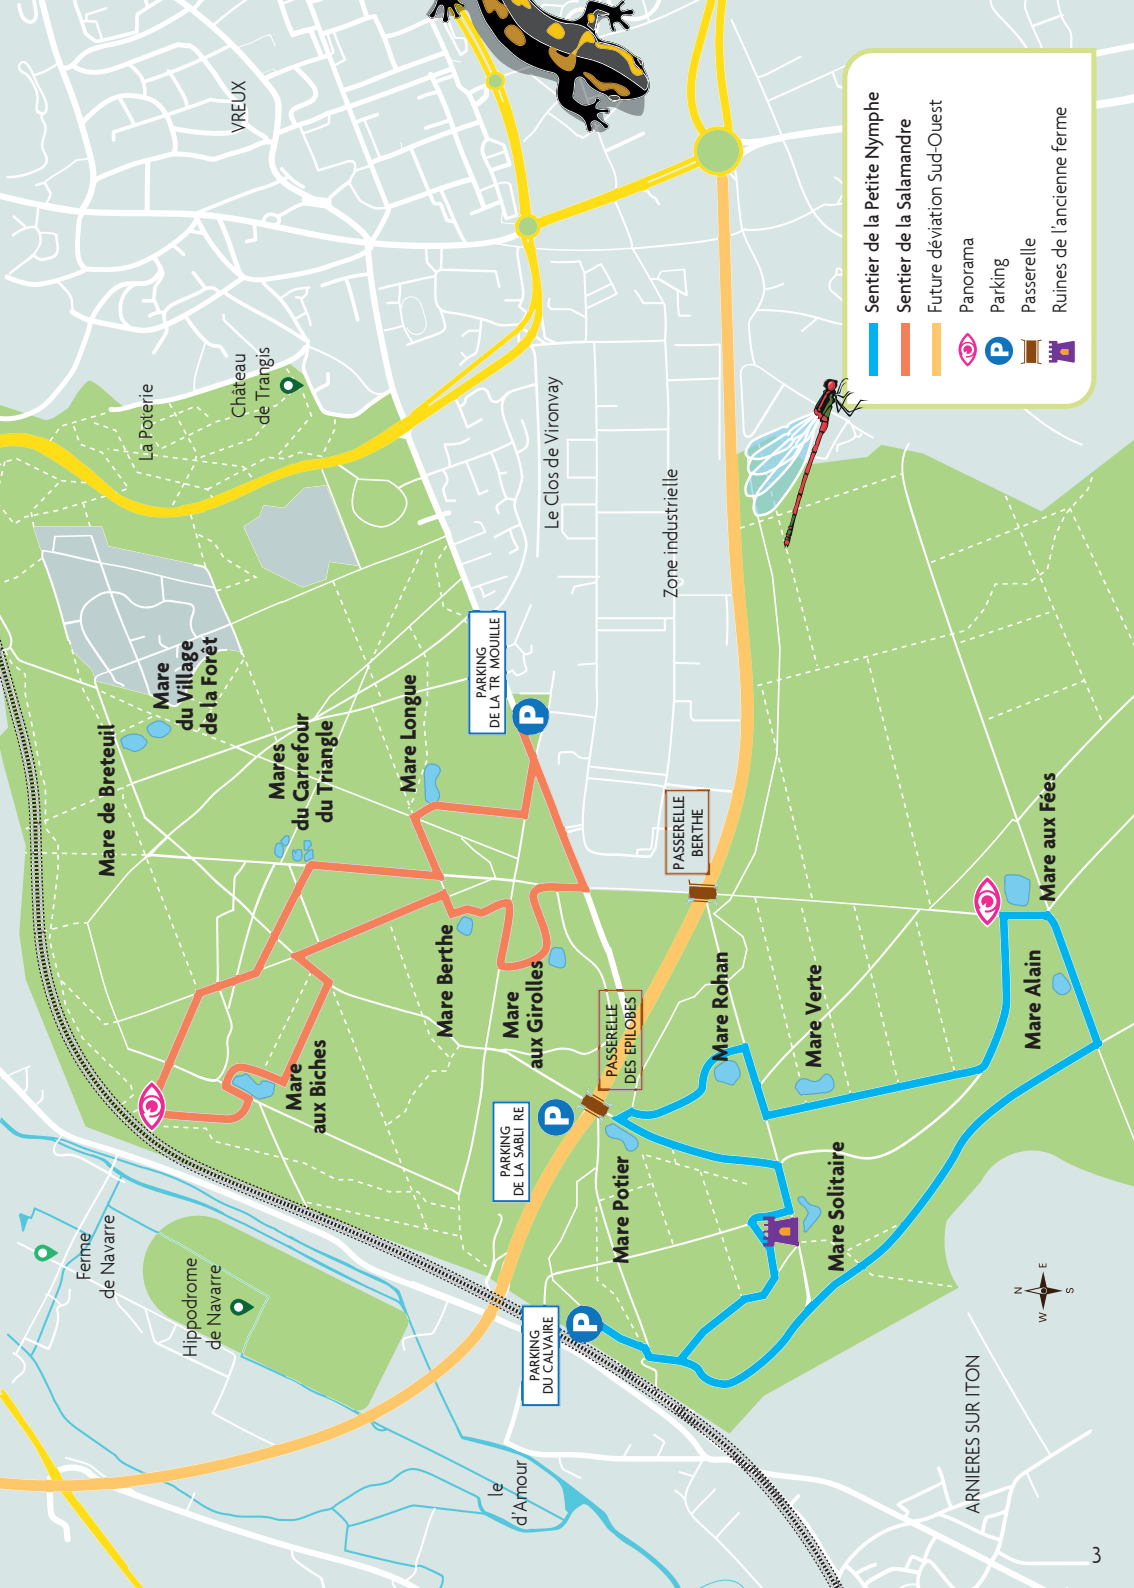 VREUX
La Poterie
Château
de Trangis
Mare
du Village
de la Forêt
Mare de Breteuil
Mares
du Carrefour
du Triangle
Mare Longue
PARKING
DE LA TR MOUILLE
P
Le Clos de Vironvay
Zone industrielle
PASSERELLE
BERTHE
Mare Berthe
Mare
aux Girolles
Mare
aux Biches
PASSERELLE
DES EPILOBES
PARKING
DE LA SABLI RE
P
Mare Rohan
Mare Verte
Mare aux Fées
Mare Alain
Mare Potier
Mare Solitaire
Ferme
de Navarre
Hippodrome
de Navarre
PARKING
DU CALVAIRE
P
le
d'Amour
ARNIERES SUR ITON
N
W E
S
Sentier de la Petite Nymphe
Sentier de la Salamandre
Future déviation Sud-Ouest
Panorama
P Parking
Passerelle
Ruines de l'ancienne ferme
3